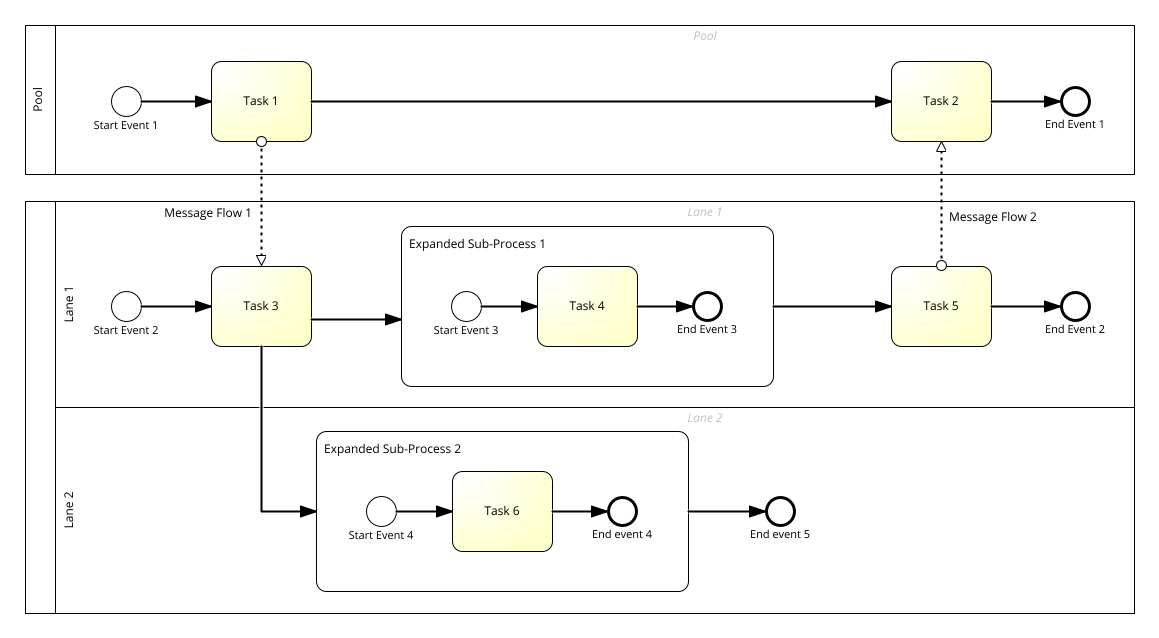 Pool
Pool
Task 1
Task 2
Start Event 1
End Event 1
Message Flow 1
Lane 1
Message Flow 2
Expanded Sub-Process 1
Lane 1
Task 3
Task 4
Task 5
Start Event 2
Start Event 3
End Event 3
End Event 2
Lane 2
Expanded Sub-Process 2
Lane 2
Task 6
Start Event 4
End event 4
End event 5